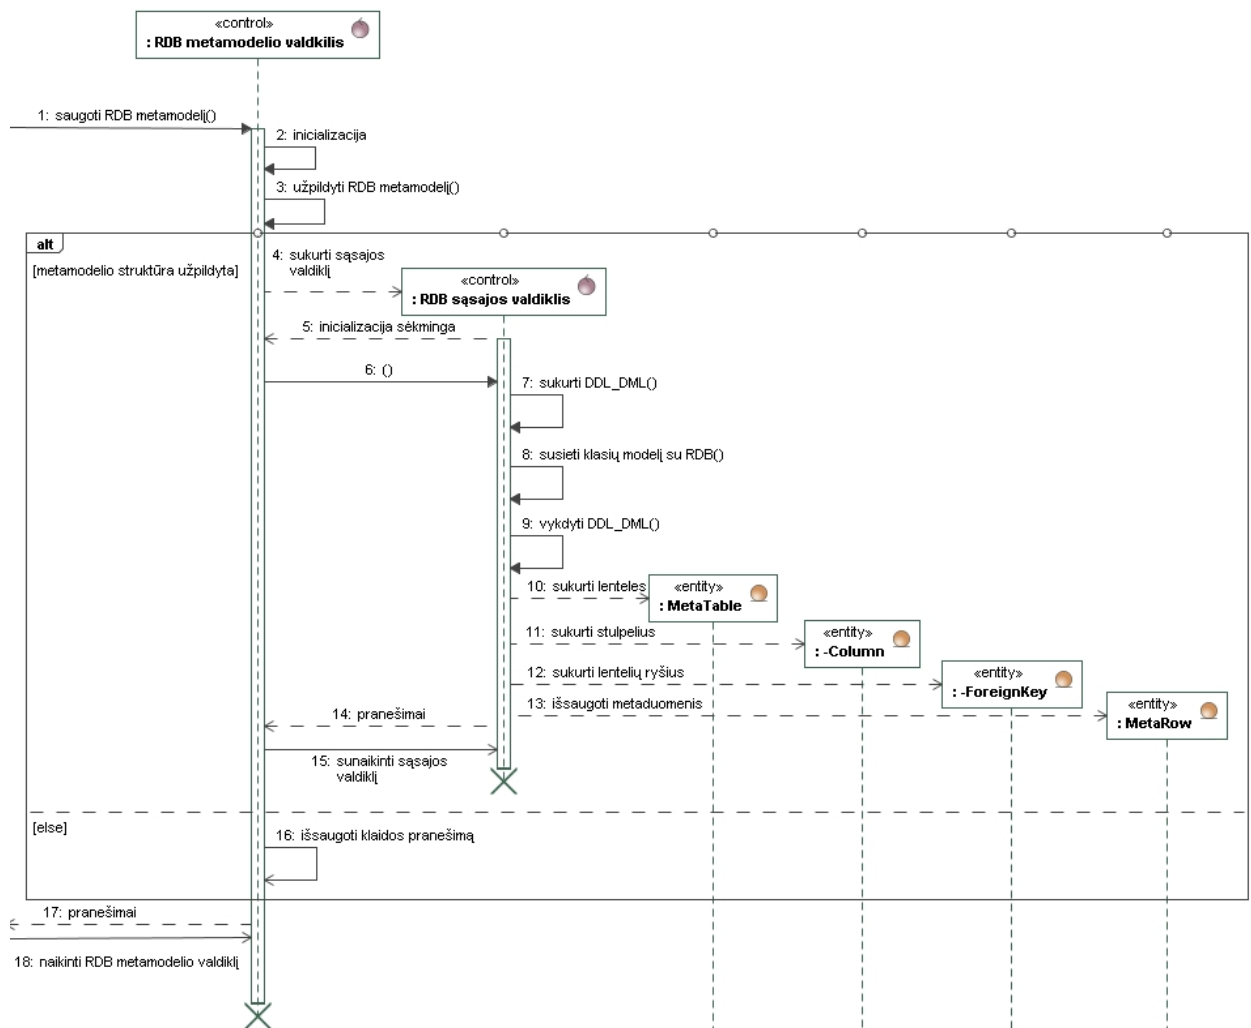 «control»
: RDB metamodelio valdkilis
1: saugoti RDB metamodelį()
2: inicializacija
3: užpildyti RDB metamodelį()
alt
[metamodelio struktūra užpildyta]
4: sukurti sąsajos
valdiklį
«control»
: RDB sąsajos valdiklis
5: inicializacija sėkminga
6: ()
7: sukurti DDL_DML()
8: susieti klasių modelį su RDB()
9: vykdyti DDL_DML()
10: sukurti lenteles
«entity»
: MetaTable
11: sukurti stulpelius
«entity»
: -Column
12: sukurti lentelių ryšius
«entity»
: -ForeignKey
13: išsaugoti metaduomenis
«entity»
: MetaRow
14: pranešimai
15: sunaikinti sąsajos
valdiklį
[else]
16: išsaugoti klaidos pranešimą
17: pranešimai
18: naikinti RDB metamodelio valdiklį